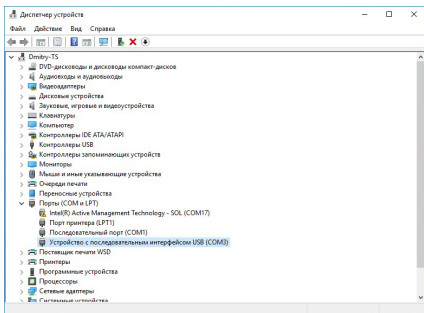 Диспетчер устройств
Файл Действие Вид Справка
Dmitry-TS
DVD-дисководы и дисководы компакт-дисков
Аудиовходы и аудиовыходы
Видеоадаптеры
Дисковые устройства
Звуковые, игровые и видеоустройства
Клавиатуры
Компьютер
Контроллеры IDE ATA/ATAPI
Контроллеры USB
Контроллеры запоминающих устройств
Мониторы
Мыши и иные указывающие устройства
Очереди печати
Переносные устройства
Порты (COM и LPT)
Intel(R) Active Management Technology - SOL (COM17)
Порт принтера (LPT1)
Последовательный порт (COM1)
Устройство с последовательным интерфейсом USB (COM3)
Поставщик печати WSD
Принтеры
Программные устройства
Процессоры
Сетевые адаптеры
Системные устройства